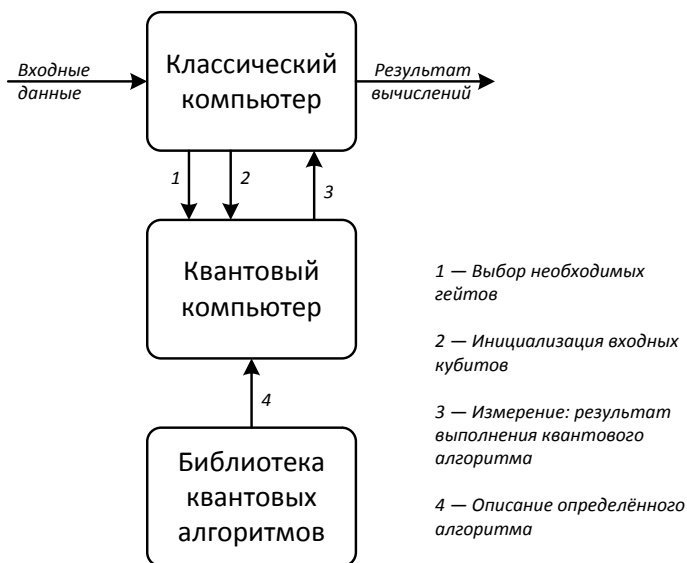 Входные
данные
Классический
компьютер
Результат
вычислений
1
2
3
Квантовый
компьютер
4
Библиотека
квантовых
алгоритмов
1 — Выбор необходимых
гейтов
2 — Инициализация входных
кубитов
3 — Измерение: результат
выполнения квантового
алгоритма
4 — Описание определённого
алгоритма